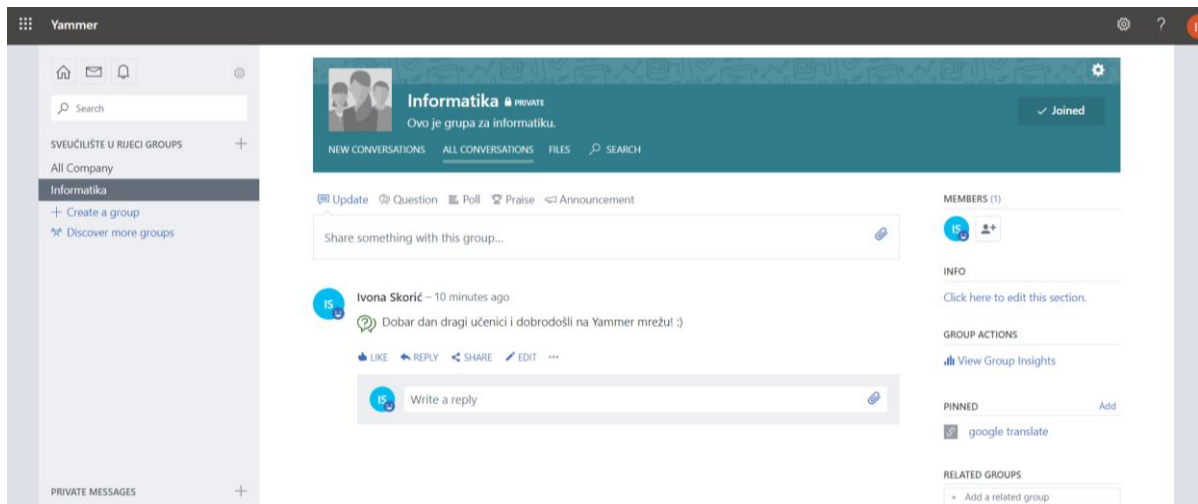 Yammer
?
Search
SVEUČILIŠTE U RIJECI GROUPS
All Company
Informatika
Create a group
Discover more groups
PRIVATE MESSAGES
Informatika PRIVATE
Ovo je grupa za informatiku.
Joined
NEW CONVERSATIONS ALL CONVERSATIONS FILES SEARCH
Update Question Poll Praise Announcement
Share something with this group...
IS
Ivona Skorić – 10 minutes ago
Dobar dan dragi učenici i dobrodošli na Yammer mrežu! :)
LIKE REPLY SHARE EDIT ...
IS
Write a reply
MEMBERS (1)
IS
INFO
Click here to edit this section.
GROUP ACTIONS
View Group Insights
PINNED Add
google translate
RELATED GROUPS
+ Add a related group